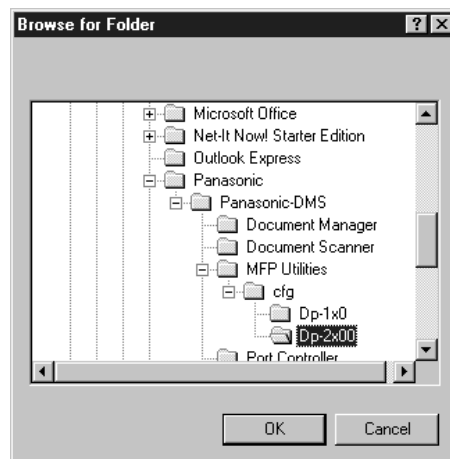 Browse for Folder
Microsoft Office
Net-It Now! Starter Edition
Outlook Express
Panasonic
Panasonic-DMS
Document Manager
Document Scanner
MFP Utilities
cfg
Dp-1x0
Dp-2x00
Port Controller
OK
Cancel